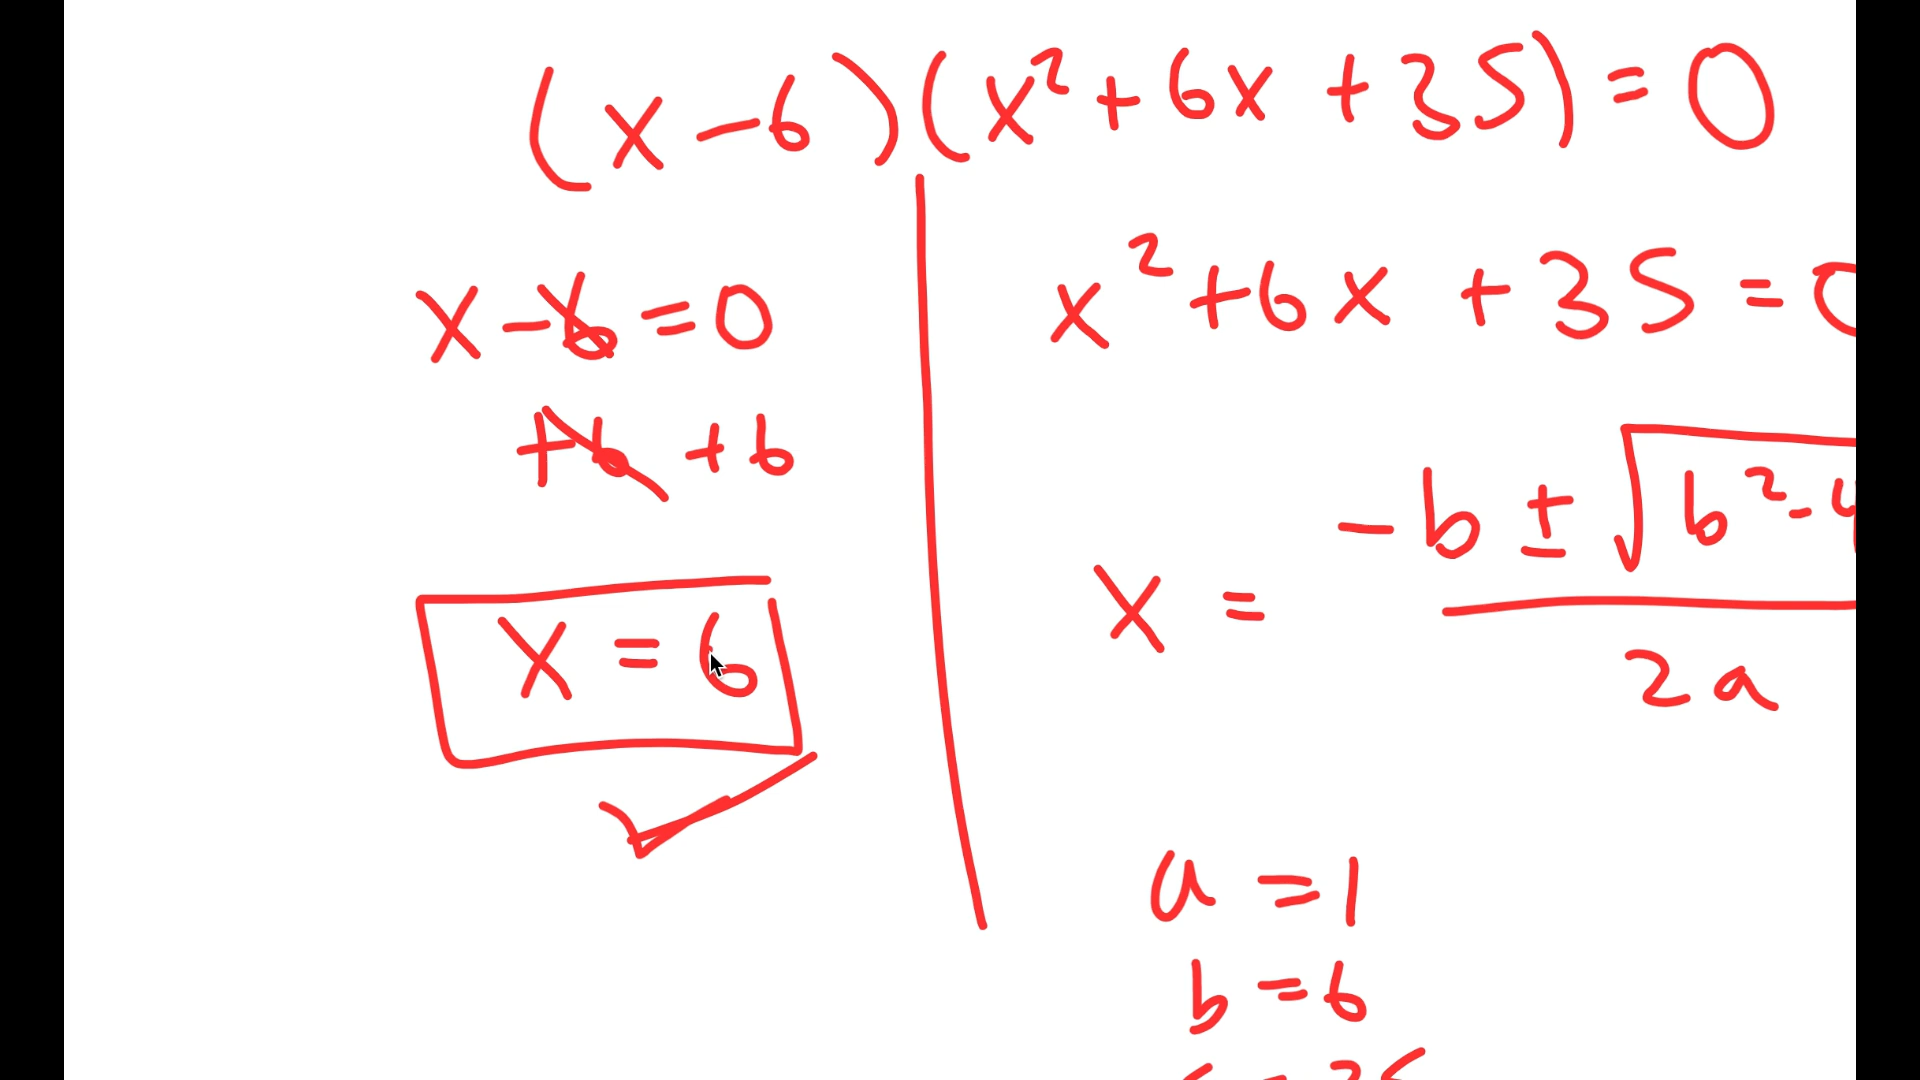 (x-6)(x²+6x+35)=0
x-6=0
+6 +6
x=6
x²+6x+35=0
x = -b±√b²-4
2a
a=1
b=6
c=35